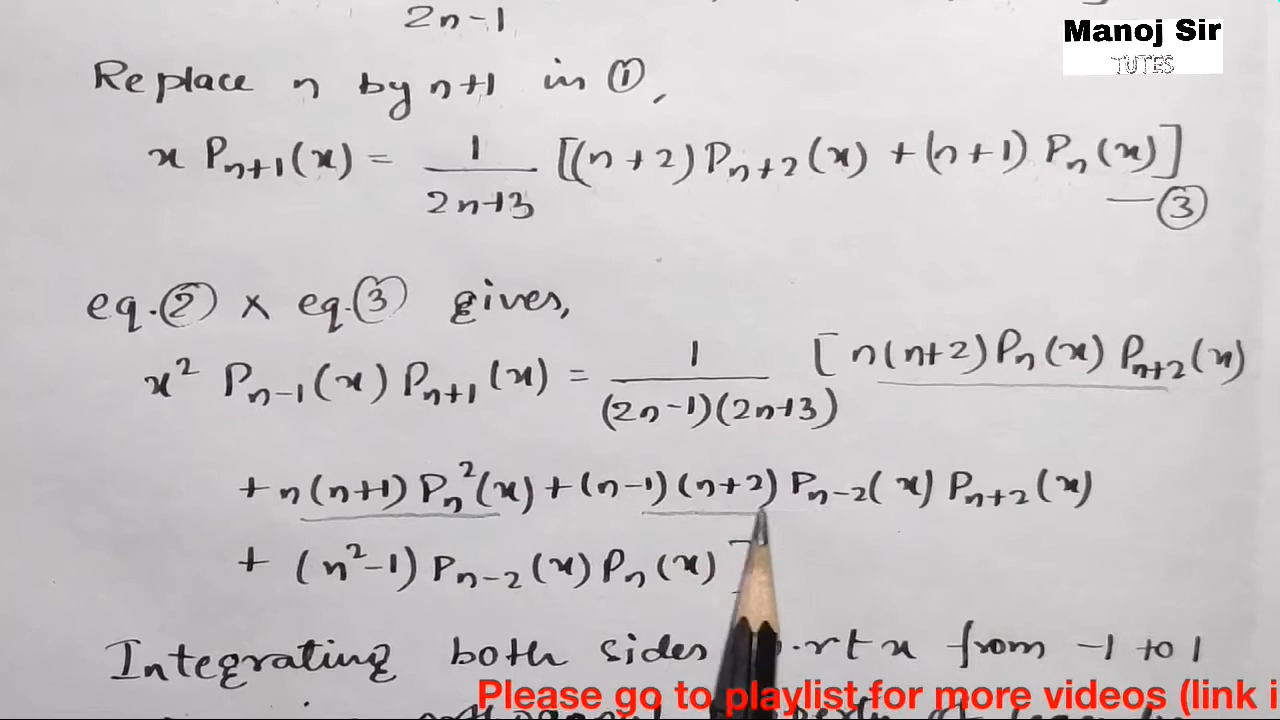 2n-1
Manoj Sir
TUTES
Replace n by n+1 in ①,
x Pₙ₊₁(x) = 1/(2n+3) [(n+2)Pₙ₊₂(x) + (n+1) Pₙ(x)]
—③
eq.② × eq.③ gives,
x² Pₙ₋₁(x) Pₙ₊₁(x) = 1/((2n-1)(2n+3)) [n(n+2)Pₙ(x) Pₙ₊₂(x)
+ n(n+1) Pₙ²(x) + (n-1)(n+2) Pₙ₋₂(x) Pₙ₊₂(x)
+ (n²-1) Pₙ₋₂(x) Pₙ(x) ]
Integrating both sides .r.t x from -1 to 1
Please go to playlist for more videos (link i